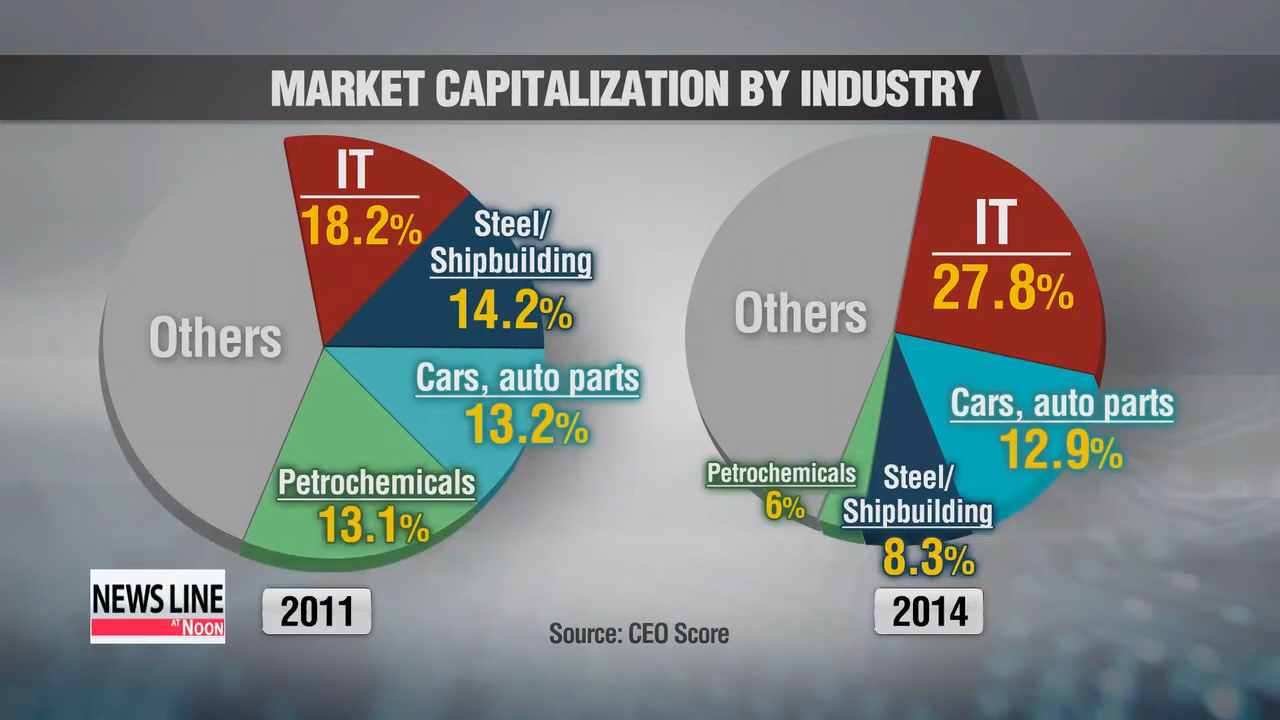 MARKET CAPITALIZATION BY INDUSTRY
IT
18.2%
Steel/
Shipbuilding
14.2%
Cars, auto parts
13.2%
Petrochemicals
13.1%
Others
2011
IT
27.8%
Cars, auto parts
12.9%
Steel/
Shipbuilding
8.3%
Petrochemicals
6%
Others
2014
Source: CEO Score
NEWS LINE
AT NOON